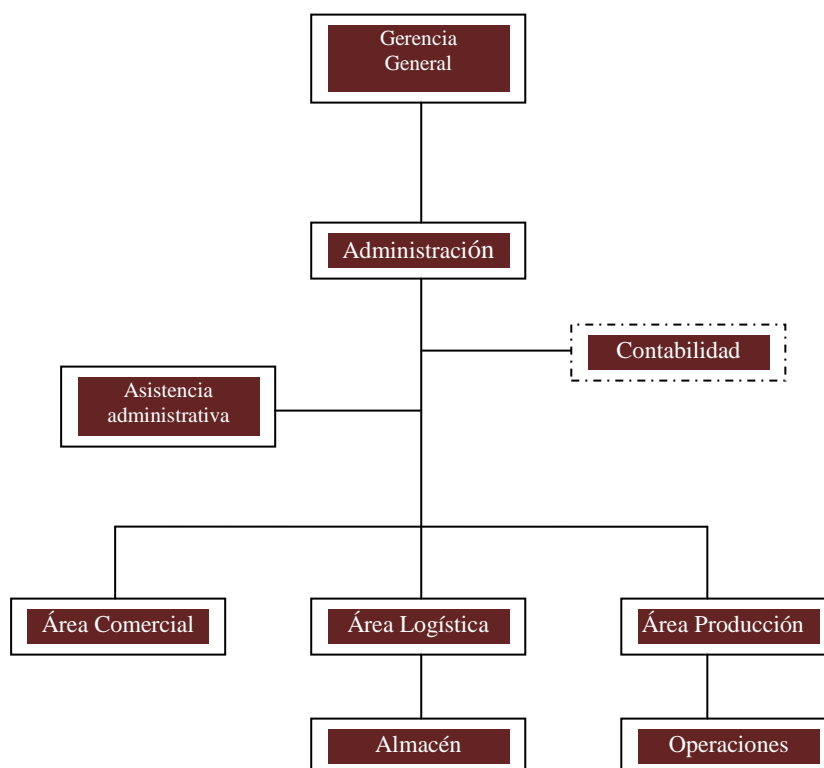 Gerencia
General
Administración
Contabilidad
Asistencia
administrativa
Área Comercial
Área Logística
Área Producción
Almacén
Operaciones